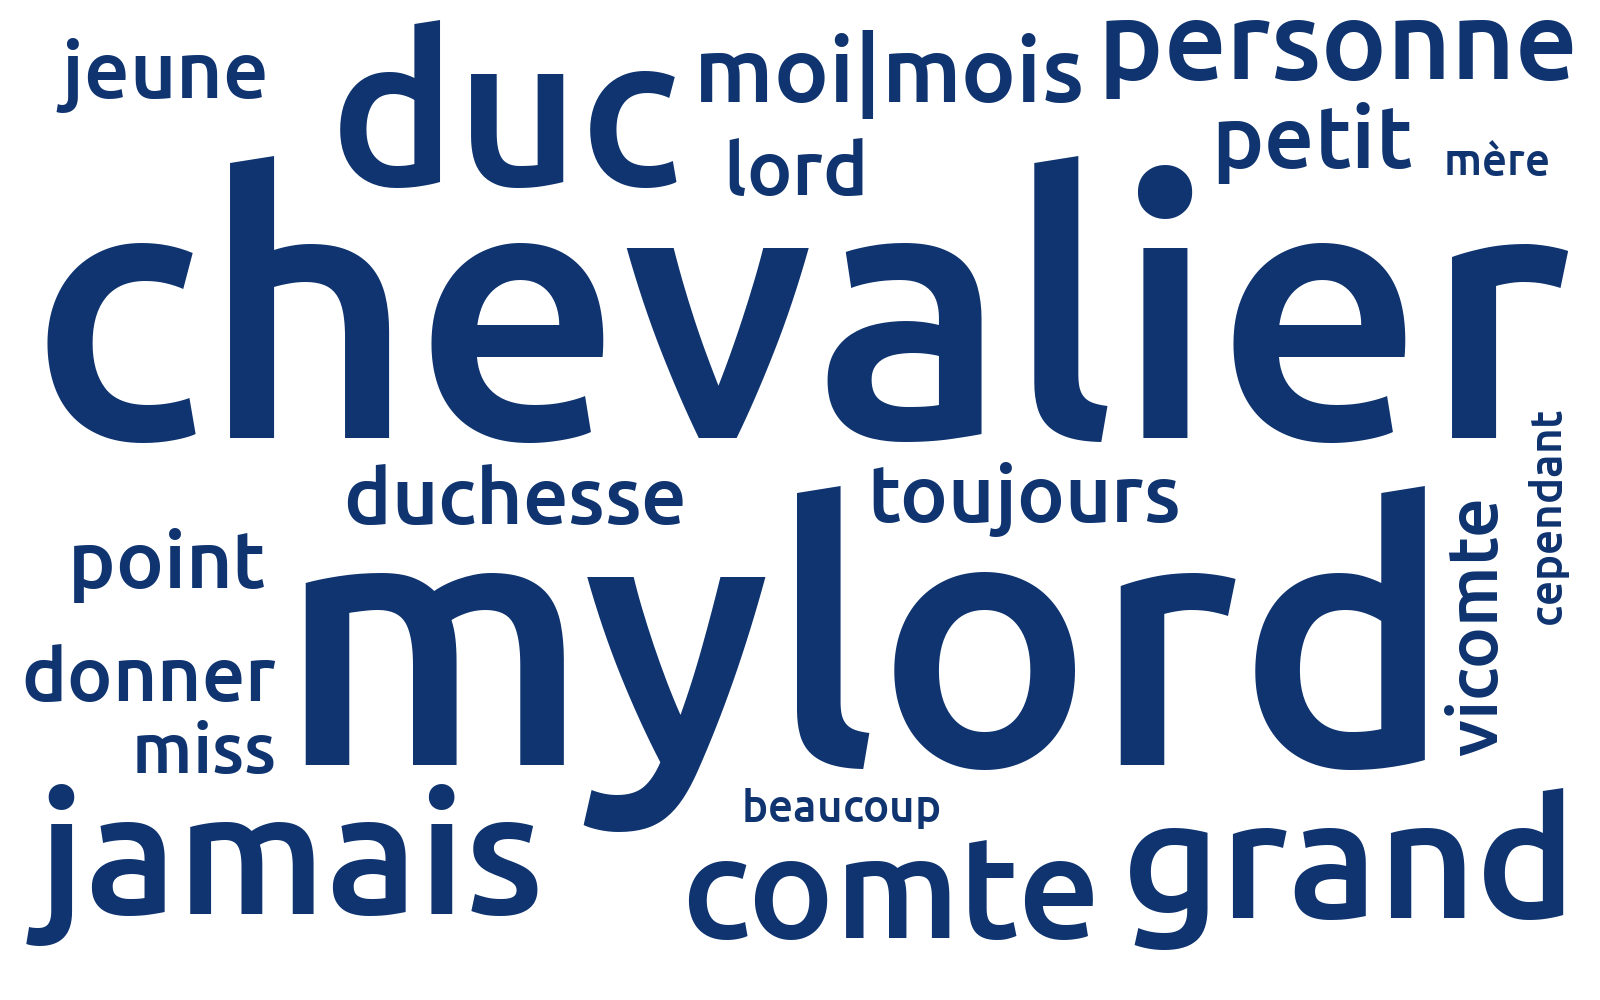 jeune
duc
moi|mois
personne
lord
petit
mère
chevalier
duchesse
toujours
cependant
point
mylord
vicomte
donner
miss
jamais
beaucoup
comte
grand